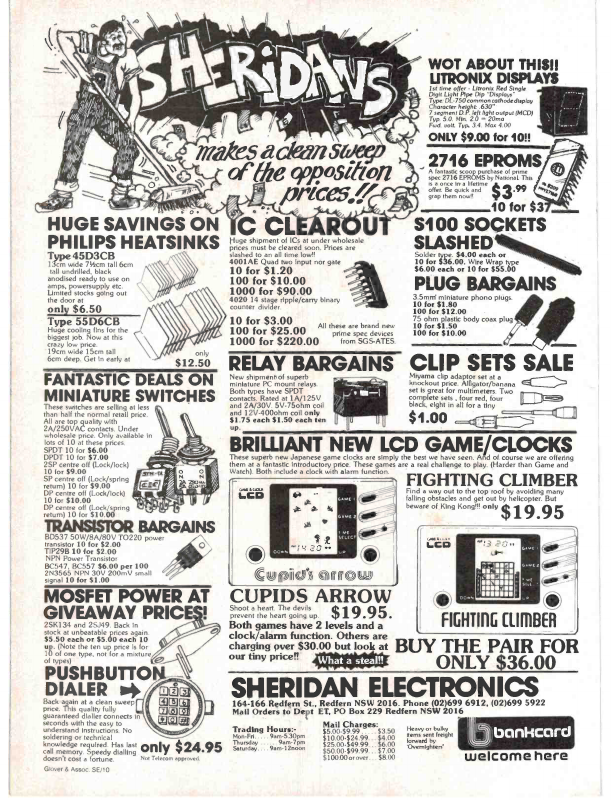 SHERIDANS
makes a clean sweep
of the opposition
prices.!!
WOT ABOUT THIS!!
LITRONIX DISPLAYS
1st time offer - Litronix Red Single
Digit Light Pipe Dip "Displays"
Type: DL-750 common cathode display
Character height: .630"
7 segment D.P. left light output (MCD)
Typ. 5.0. Min. 2.0 = 20ma
Fwd. volt. Typ. 3.4. Max 4.00
ONLY $9.00 for 10!!
2716 EPROMS
A fantastic scoop purchase of prime
spec 2716 EPROMS by National. This
is a once in a lifetime
offer. Be quick and
grab them now!!
$3.99
10 for $37
HUGE SAVINGS ON
PHILIPS HEATSINKS
Type 45D3CB
13cm wide 7½cm tall 6cm
tall undrilled, black
anodised ready to use on
amps, powersupply etc.
Limited stocks going out
the door at
only $6.50
Type 55D6CB
Huge cooling fins for the
biggest job. Now at this
crazy low price.
19cm wide 15cm tall
6cm deep. Get in early at
only
$12.50
IC CLEAROUT
Huge shipment of ICs at under wholesale
prices must be cleared soon. Prices are
slashed to an all time low!!
4001AE Quad two input nor gate
10 for $1.20
100 for $10.00
1000 for $90.00
4020 14 stage ripple/carry binary
counter divider
10 for $3.00
100 for $25.00
1000 for $220.00
All these are brand new
prime spec devices
from SGS-ATES.
S100 SOCKETS
SLASHED
Solder type. $4.00 each or
10 for $36.00. Wire Wrap type
$6.00 each or 10 for $55.00
PLUG BARGAINS
3.5mm miniature phono plugs.
10 for $1.80
100 for $12.00
75 ohm plastic body coax plug
10 for $1.50
100 for $10.00
FANTASTIC DEALS ON
MINIATURE SWITCHES
These switches are selling at less
than half the normal retail price.
All are top quality with
2A/250VAC contacts. Under
wholesale price. Only available in
lots of 10 at these prices:
SPDT 10 for $6.00
DPDT 10 for $7.00
2SP centre off (Lock/lock)
10 for $9.00
SP centre off (Lock/spring
return) 10 for $9.00
DP centre off (Lock/lock)
10 for $10.00
DP centre off (Lock/spring
return) 10 for $10.00
RELAY BARGAINS
New shipment of superb
miniature PC mount relays.
Both types have SPDT
contacts. Rated at 1A/125V
and 2A/30V. 5V-75ohm coil
and 12V-400ohm coil only
$1.75 each $1.50 each ten
up.
CLIP SETS SALE
Miyama clip adaptor set at a
knockout price. Alligator/banana
set is great for multimeters. Two
complete sets, four red, four
black, eight in all for a tiny
$1.00
BRILLIANT NEW LCD GAME/CLOCKS
These superb new Japanese game clocks are simply the best we have seen. And of course we are offering
them at a fantastic introductory price. These games are a real challenge to play. (Harder than Game and
Watch). Both include a clock with alarm function.
LCD
GAME 1
GAME 2
TIME
SELECT
DOWN
UP
Cupid's arrow
FIGHTING CLIMBER
Find a way out to the top roof by avoiding many
falling obstacles and get out by helicopter. But
beware of King Kong!! only
$19.95
LCD
GAME 1
GAME 2
DOWN
FIGHTING CLIMBER
CUPIDS ARROW
Shoot a heart. The devils
prevent the heart going up.
$19.95.
Both games have 2 levels and a
clock/alarm function. Others are
charging over $30.00 but look at
our tiny price!!
What a steal!!
BUY THE PAIR FOR
ONLY $36.00
TRANSISTOR BARGAINS
BD537 50W/8A/80V TO220 power
transistor 10 for $2.00
TIP29B 10 for $2.00
NPN Power Transistor
BC547, BC557 $6.00 per 100
2N3565 NPN 30V 200mW small
signal 10 for $1.00
MOSFET POWER AT
GIVEAWAY PRICES!
2SK134 and 2SJ49. Back in
stock at unbeatable prices again.
$5.50 each or $5.00 each 10
up. (Note the ten up price is for
10 of one type, not for a mixture
of types)
PUSHBUTTON
DIALER
Back again at a clean sweep
price. This quality fully
guaranteed dialler connects in
seconds with the easy to
understand instructions. No
soldering or technical
knowledge required. Has last
call memory. Speedy dialling
doesn't cost a fortune.
only $24.95
Not Telecom approved.
SHERIDAN ELECTRONICS
164-166 Redfern St., Redfern NSW 2016. Phone (02)699 6912, (02)699 5922
Mail Orders to Dept ET, PO Box 229 Redfern NSW 2016
Trading Hours:-
Mon-Fri. ... 9am-5.30pm
Thursday ... 9am-7pm
Saturday ... 9am-12noon
Mail Charges:
$5.00-$9.99 ... $3.50
$10.00-$24.99 ... $4.00
$25.00-$49.99 ... $6.00
$50.00-$99.99 ... $7.00
$100.00 or over ... $8.00
Heavy or bulky
items sent freight
forward by
'Overnighten'
bankcard
welcome here
Glover & Assoc. SE/10